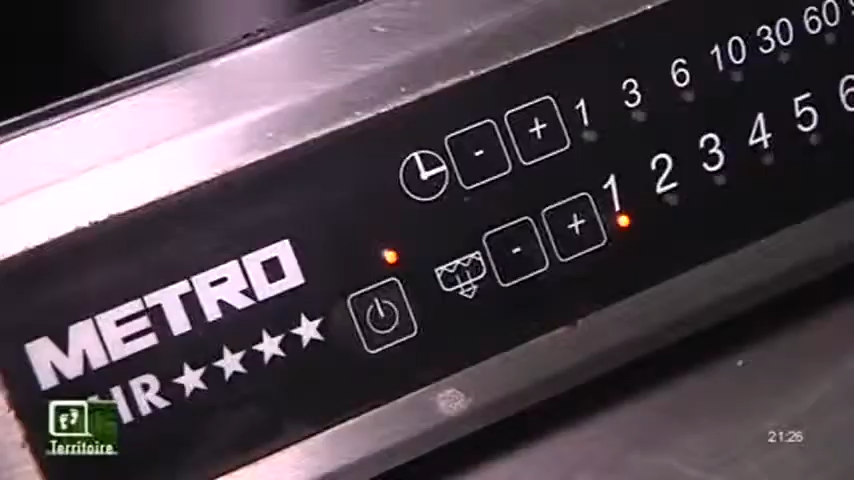 - + 1 3 6 10 30 60
- + 1 2 3 4 5 6
METRO
IR★★★★
Territoire
21:26